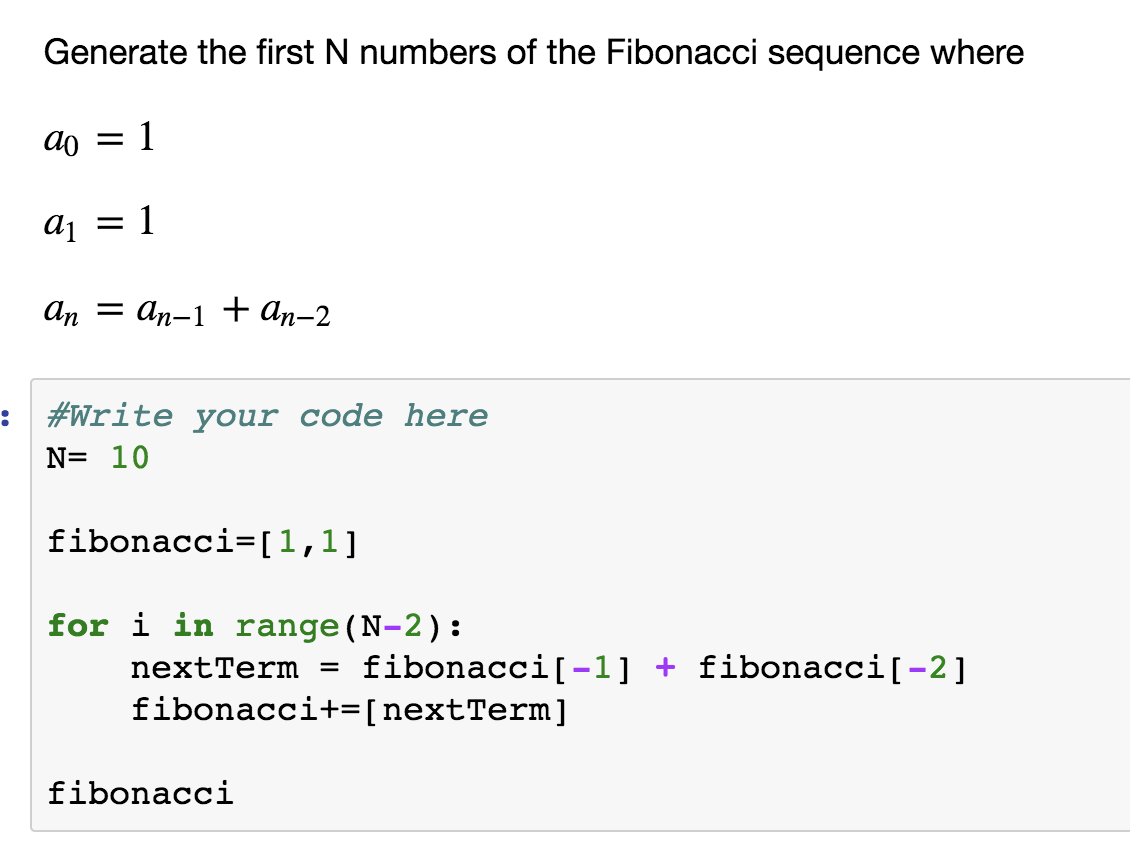 Generate the first N numbers of the Fibonacci sequence where
a₀ = 1
a₁ = 1
aₙ = aₙ₋₁ + aₙ₋₂
:
#Write your code here
N= 10
fibonacci=[1,1]
for i in range(N-2):
    nextTerm = fibonacci[-1] + fibonacci[-2]
    fibonacci+=[nextTerm]
fibonacci